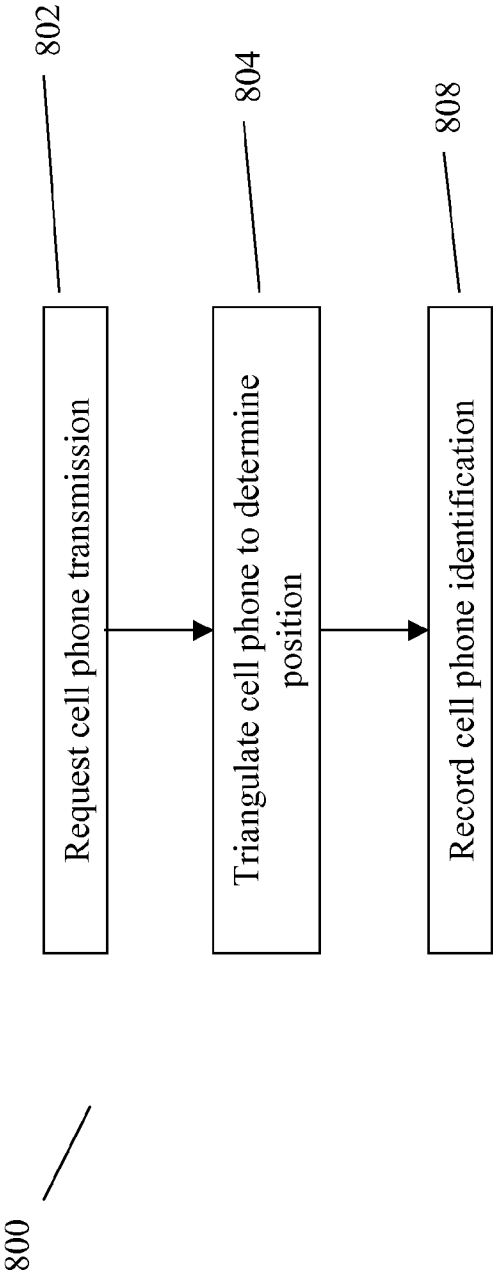 800
Request cell phone transmission
802
Triangulate cell phone to determine
position
804
Record cell phone identification
808